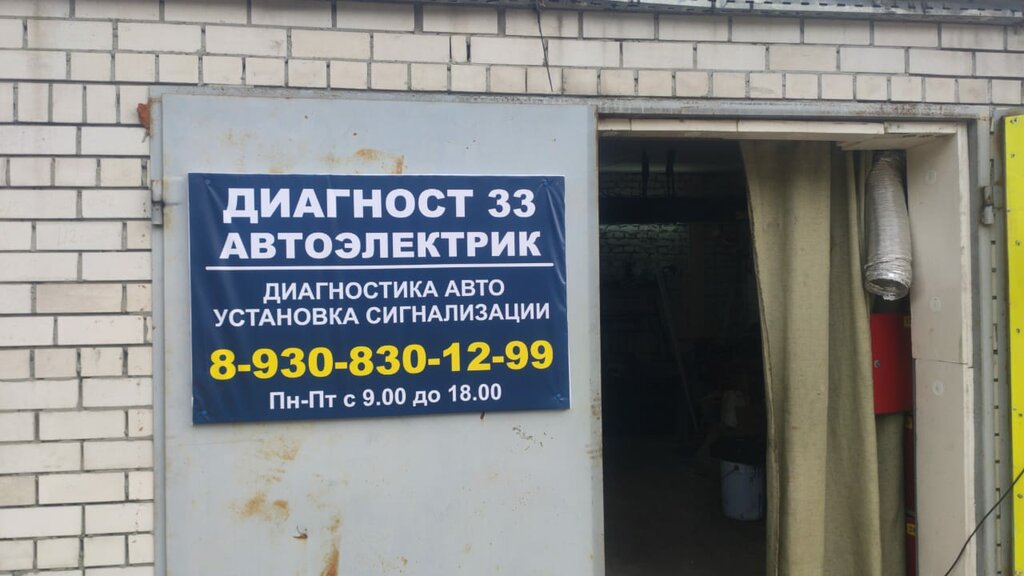 ДИАГНОСТ 33
АВТОЭЛЕКТРИК
ДИАГНОСТИКА АВТО
УСТАНОВКА СИГНАЛИЗАЦИИ
8-930-830-12-99
Пн-Пт с 9.00 до 18.00